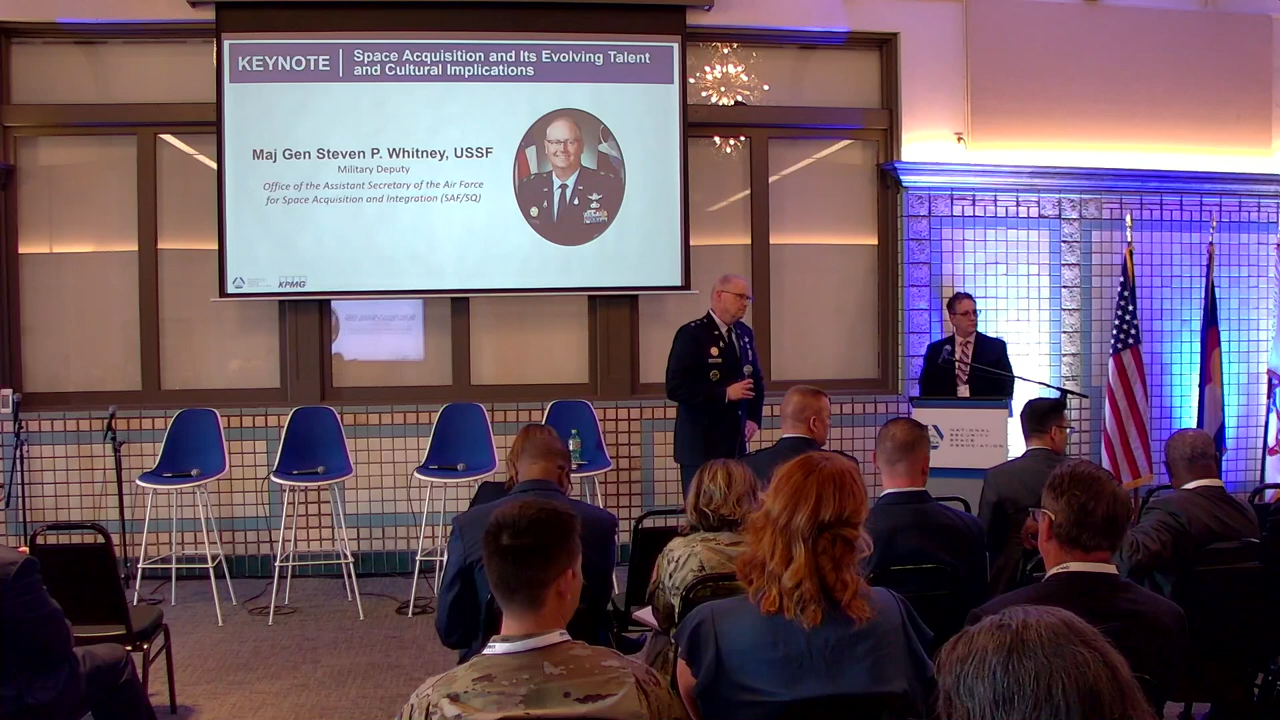 KEYNOTE
Space Acquisition and Its Evolving Talent
and Cultural Implications
Maj Gen Steven P. Whitney, USSF
Military Deputy
Office of the Assistant Secretary of the Air Force
for Space Acquisition and Integration (SAF/SQ)
KPMG
NATIONAL
SECURITY
SPACE
ASSOCIATION